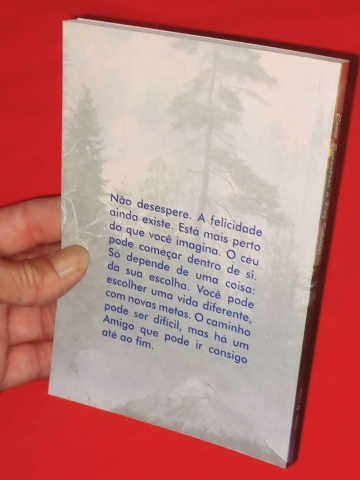 Não desespere. A felicidade
ainda existe. Está mais perto
do que você imagina. O céu
pode começar dentro de si.
Só depende de uma coisa:
da sua escolha. Você pode
escolher uma vida diferente,
com novas metas. O caminho
pode ser difícil, mas há um
Amigo que pode ir consigo
até ao fim.